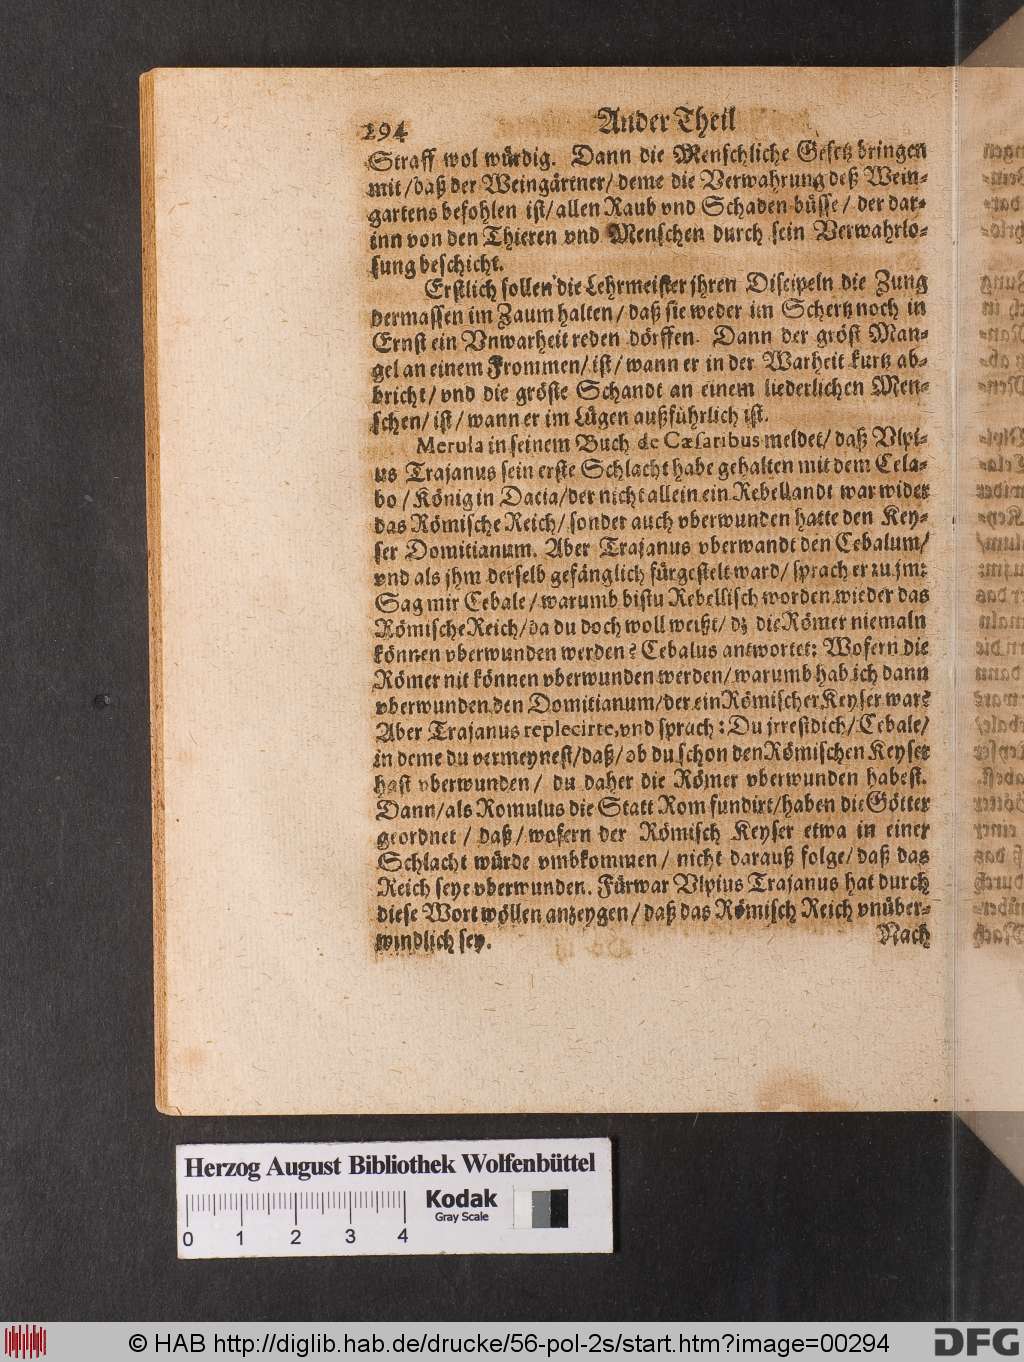 294 Ander Theil
Straff wol würdig. Dann die Menschliche Gesetz bringen
mit/daß der Weingärtner/deme die Verwahrung deß Wein-
gartens befohlen ist/allen Raub vnd Schaden büsse/ der dar-
inn von den Thieren vnd Menschen durch sein Verwahrlo-
sung beschicht.
Erstlich sollen die Lehrmeister jhren Discipeln die Zung
dermassen im Zaum halten/ daß sie weder im Schertz noch in
Ernst ein Vnwarheit reden dörffen. Dann der gröst Man-
gel an einem Frommen/ist/wann er in der Warheit kurtz ab-
bricht/ vnd die gröste Schandt an einem liederlichen Men-
schen/ ist/ wann er im Lügen außführlich ist.
Merula in seinem Buch de Cæsaribus meldet/ daß Vlpi-
us Trajanus sein erste Schlacht habe gehalten mit dem Ceba-
bo/ König in Dacia/der nicht allein ein Rebellandt war wider
das Römische Reich/ sonder auch vberwunden hatte den Key-
ser Domitianum. Aber Trajanus vberwandt den Cebalum/
vnd als jhm derselb gefänglich fürgestelt ward/ sprach er zu jm:
Sag mir Cebale/ warumb bistu Rebellisch worden wieder das
Römische Reich/da du doch woll weißt/ dz die Römer niemaln
können vberwunden werden? Cebalus antwortet: Wofern die
Römer nit können vberwunden werden/ warumb hab ich dann
vberwunden den Domitianum/der ein Römischer Keyser war?
Aber Trajanus replecirte, vnd sprach: Du jrrest dich/ Cebale/
in deme du vermeynest/daß/ob du schon den Römischen Keyser
hast vberwunden/ du daher die Römer vberwunden habest.
Dann/als Romulus die Statt Rom fundirt/haben die Götter
geordnet/ daß/ wofern der Römisch Keyser etwa in einer
Schlacht würde vmbkommen/ nicht darauß folge/ daß das
Reich seye vberwunden. Fürwar Vlpius Trajanus hat durch
diese Wort wöllen anzeygen/ daß das Römisch Reich vnüber-
windlich sey. Nach
Herzog August Bibliothek Wolfenbüttel
Kodak
Gray Scale
0 1 2 3 4
© HAB http://diglib.hab.de/drucke/56-pol-2s/start.htm?image=00294
DFG